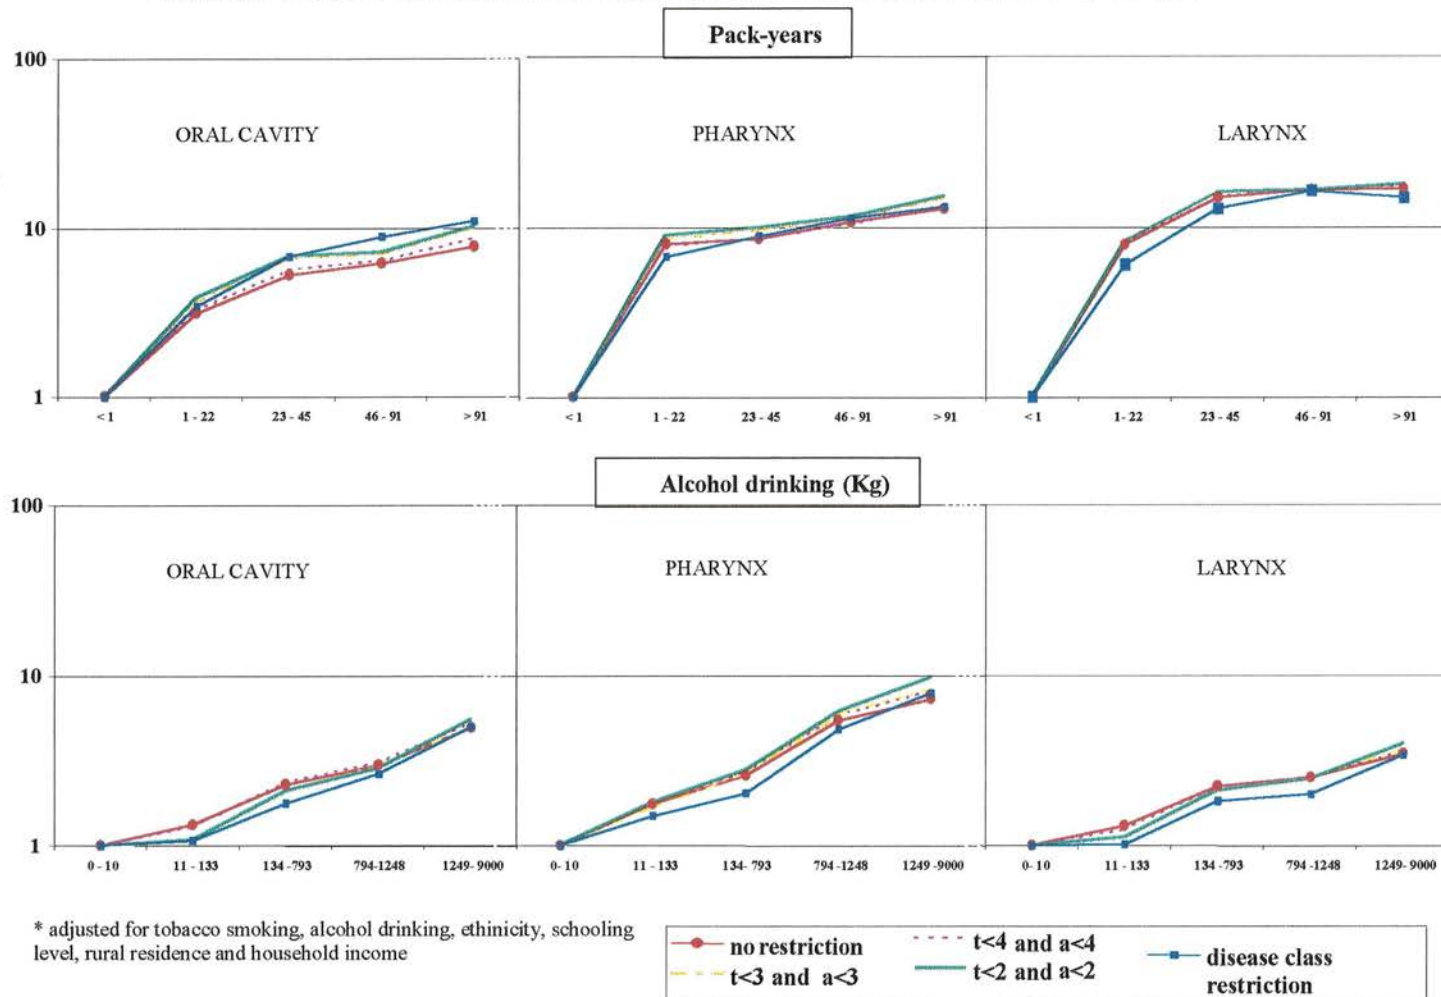 Pack-years
100
10
1
ORAL CAVITY
PHARYNX
LARYNX
< 1
1 - 22
23 - 45
46 - 91
> 91
< 1
1 - 22
23 - 45
46 - 91
> 91
< 1
1 - 22
23 - 45
46 - 91
> 91
Alcohol drinking (Kg)
100
10
1
ORAL CAVITY
PHARYNX
LARYNX
0 - 10
11 - 133
134 -793
794 -1248
1249 - 9000
0 - 10
11 - 133
134 - 793
794 -1248
1249 -9000
0 - 10
11 - 133
134 -793
794 -1248
1249- 9000
* adjusted for tobacco smoking, alcohol drinking, ethinicity, schooling
level, rural residence and household income
no restriction
t<4 and a<4
disease class
restriction
t<3 and a<3
t<2 and a<2